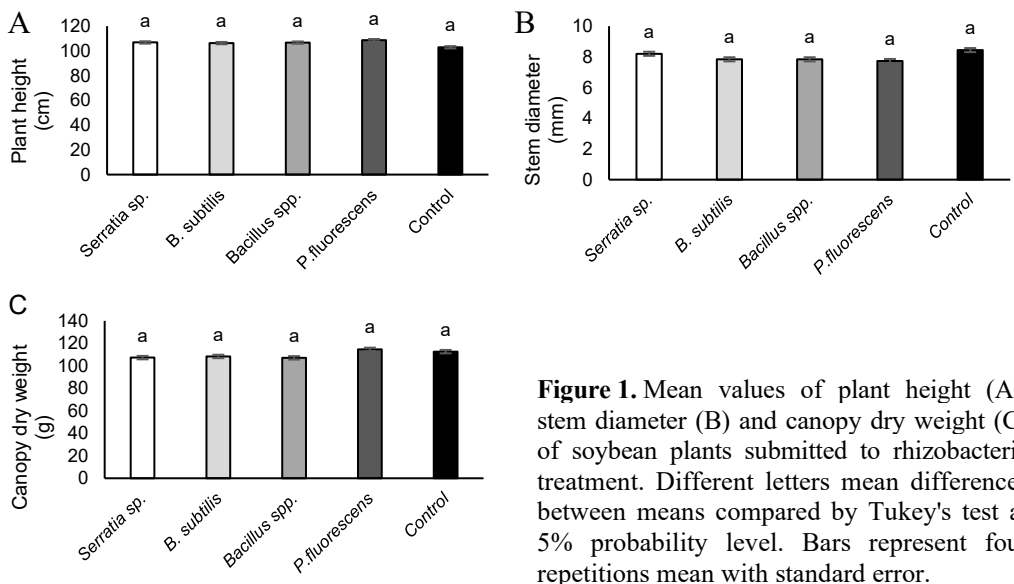 A
Plant height
(cm)
120
100
80
60
40
20
0
a a a a a
Serratia sp. B. subtilis Bacillus spp. P.fluorescens Control
B
Stem diameter
(mm)
10
8
6
4
2
0
a a a a a
Serratia sp. B. subtilis Bacillus spp. P.fluorescens Control
C
Canopy dry weight
(g)
140
120
100
80
60
40
20
0
a a a a a
Serratia sp. B. subtilis Bacillus spp. P.fluorescens Control
Figure 1. Mean values of plant height (A
stem diameter (B) and canopy dry weight (C
of soybean plants submitted to rhizobacteri
treatment. Different letters mean difference
between means compared by Tukey's test a
5% probability level. Bars represent fou
repetitions mean with standard error.